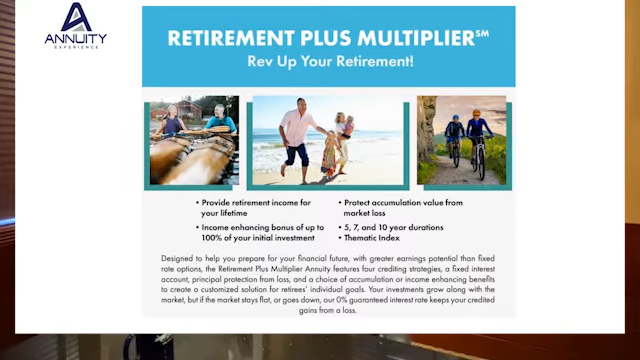 ANNUITY
EXPERIENCE
RETIREMENT PLUS MULTIPLIER℠
Rev Up Your Retirement!
• Provide retirement income for
your lifetime
• Income enhancing bonus of up to
100% of your initial investment
• Protect accumulation value from
market loss
• 5, 7, and 10 year durations
• Thematic Index
Designed to help you prepare for your financial future, with greater earnings potential than fixed
rate options, the Retirement Plus Multiplier Annuity features four crediting strategies, a fixed interest
account, principal protection from loss, and a choice of accumulation or income enhancing benefits
to create a customized solution for retirees' individual goals. Your investments grow along with the
market, but if the market stays flat, or goes down, our 0% guaranteed interest rate keeps your credited
gains from a loss.